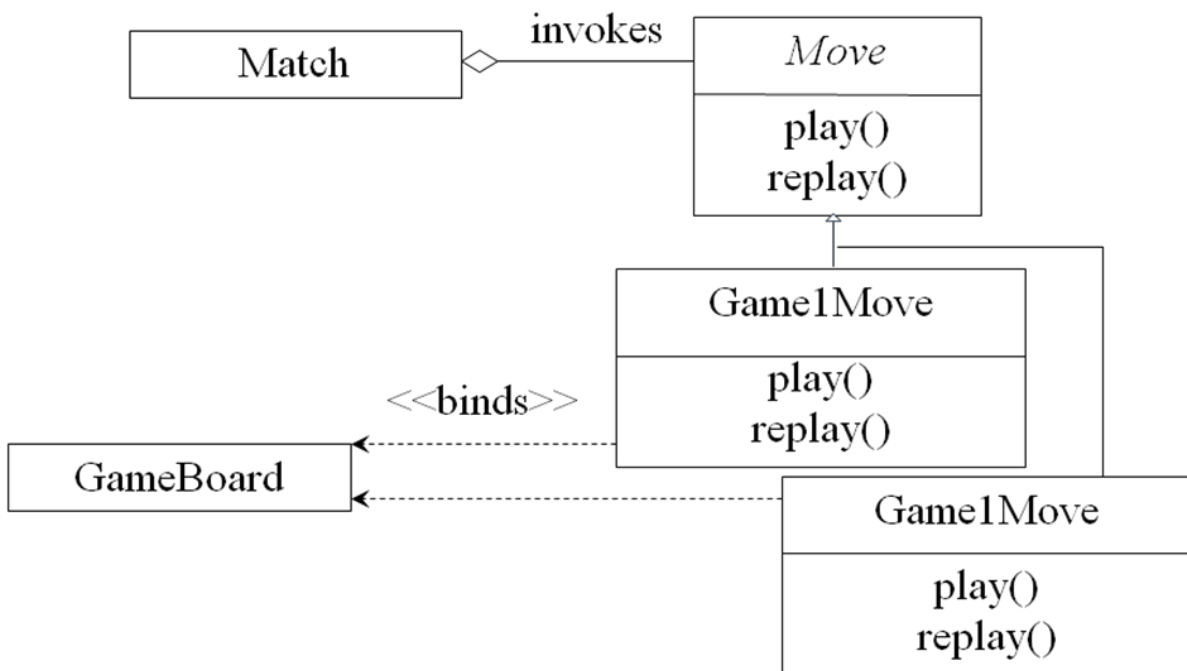 invokes
Match
Move
play()
replay()
Game1Move
play()
replay()
<<binds>>
GameBoard
Game1Move
play()
replay()